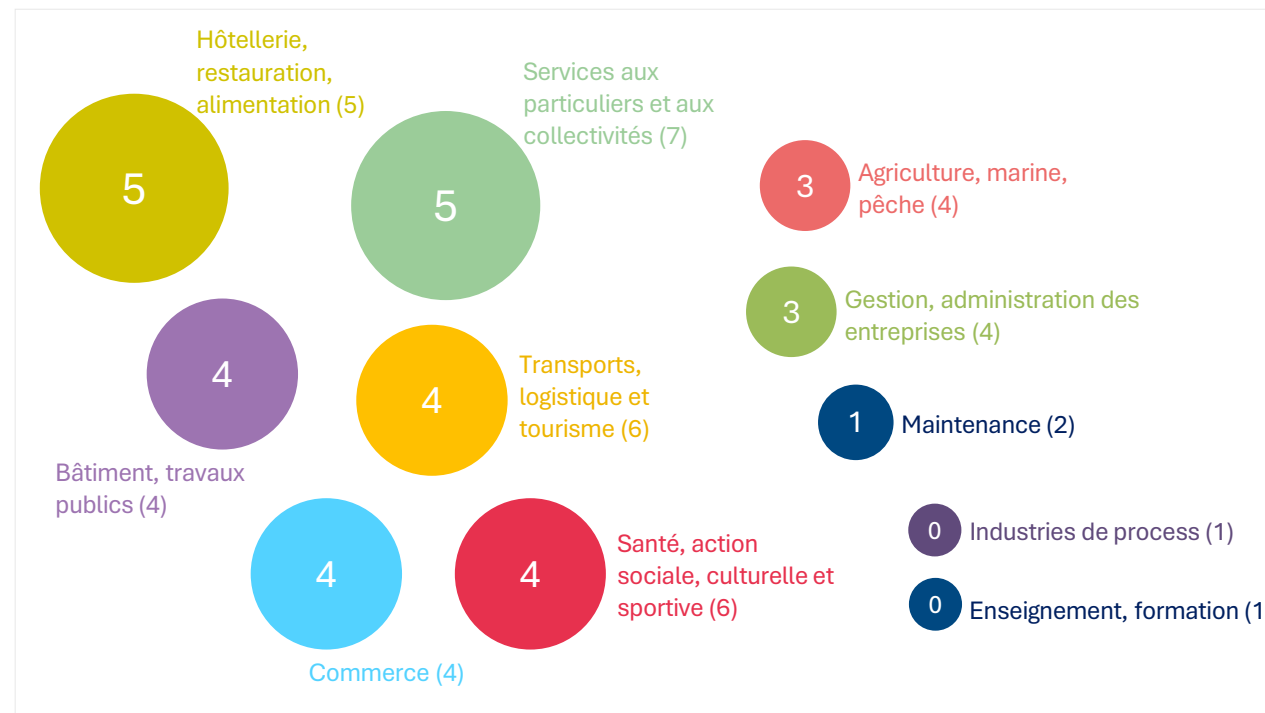 Hôtellerie,
restauration,
alimentation (5)
5
Services aux
particuliers et aux
collectivités (7)
5
3
Agriculture, marine,
pêche (4)
3
Gestion, administration des
entreprises (4)
4
Bâtiment, travaux
publics (4)
4
Transports,
logistique et
tourisme (6)
1
Maintenance (2)
4
Commerce (4)
4
Santé, action
sociale, culturelle et
sportive (6)
0
Industries de process (1)
0
Enseignement, formation (1